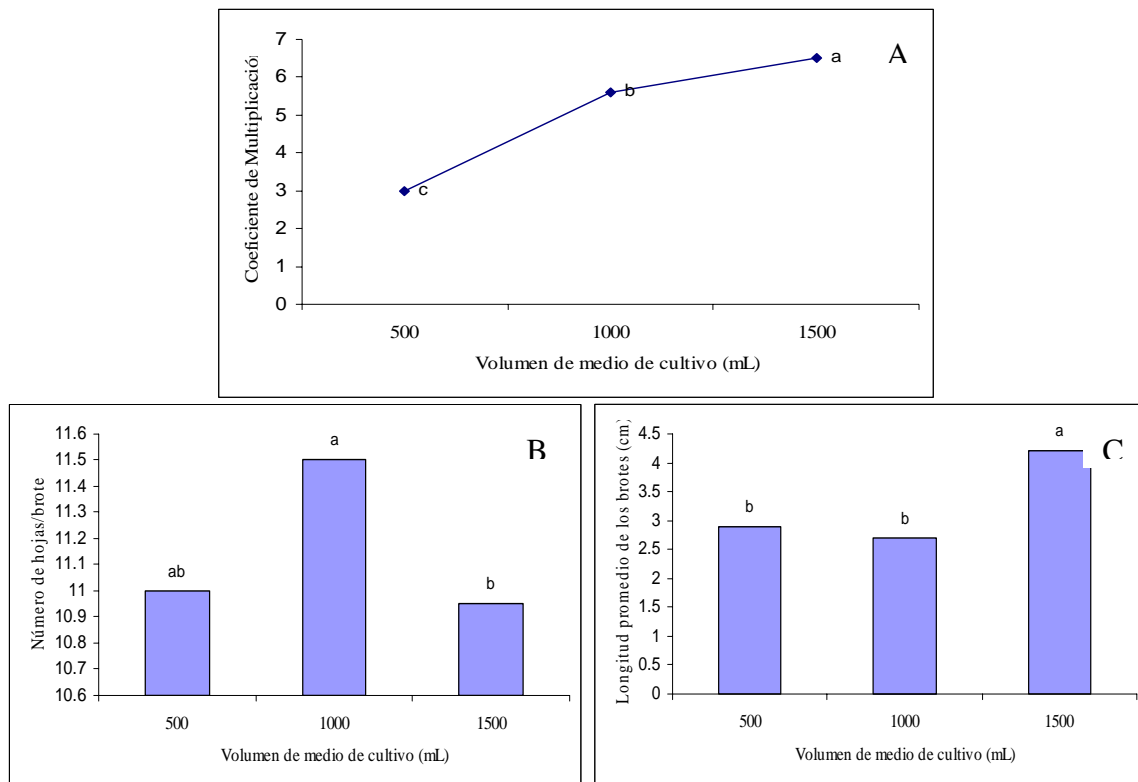 A
Coeficiente de Multiplicació
7
6
5
4
3
2
1
0
a
b
c
500 1000 1500
Volumen de medio de cultivo (mL)
B
Número de hojas/brote
11.6
11.5
11.4
11.3
11.2
11.1
11
10.9
10.8
10.7
10.6
ab
a
b
500 1000 1500
Volumen de medio de cultivo (mL)
C
Longitud promedio de los brotes (cm)
4.5
4
3.5
3
2.5
2
1.5
1
0.5
0
b
b
a
500 1000 1500
Volumen de medio de cultivo (mL)